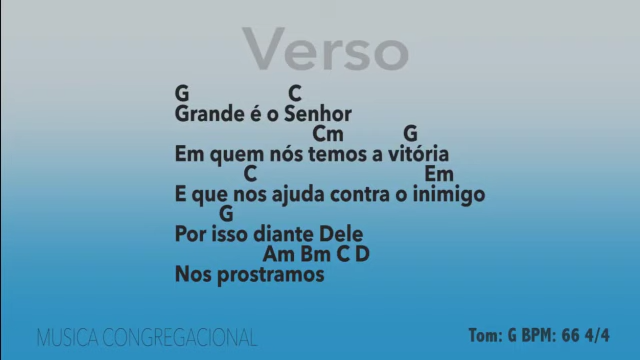 Verso
G C
Grande é o Senhor
Cm G
Em quem nós temos a vitória
C Em
E que nos ajuda contra o inimigo
G
Por isso diante Dele
Am Bm C D
Nos prostramos
MUSICA CONGREGACIONAL
Tom: G BPM: 66 4/4